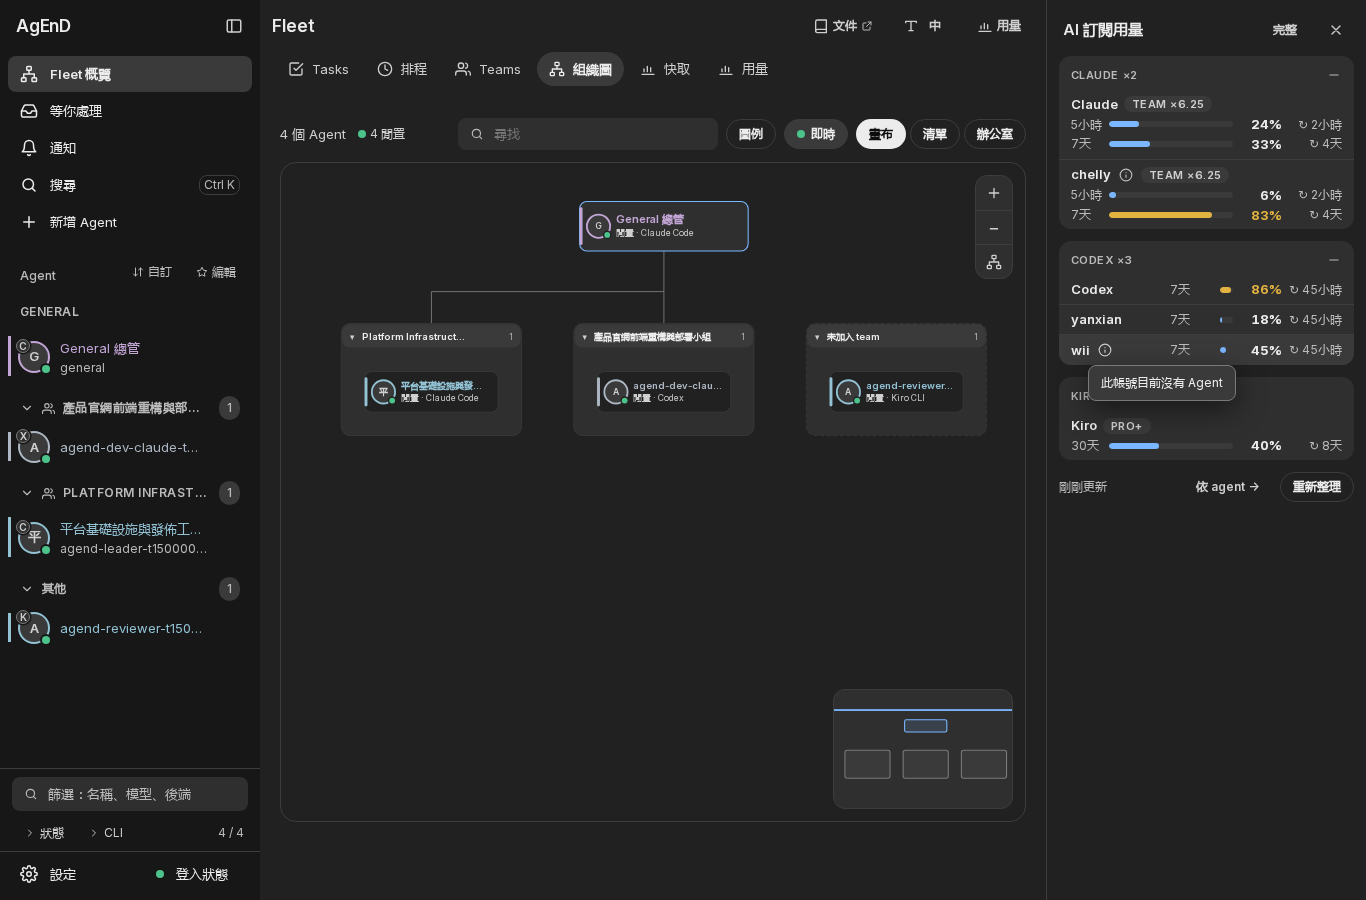 AgEnD
Fleet 概覽
等你處理
通知
搜尋
Ctrl K
新增 Agent
Agent
自訂
編輯
GENERAL
C
G
General 總管
general
產品官網前端重構與部...
1
X
A
agend-dev-claude-t...
PLATFORM INFRAST...
1
C
平
平台基礎設施與發佈工...
agend-leader-t150000...
其他
1
K
A
agend-reviewer-t150...
篩選：名稱、模型、後端
狀態
CLI
4 / 4
設定
登入狀態
Fleet
文件
中
用量
Tasks
排程
Teams
組織圖
快取
用量
4 個 Agent
4 閒置
尋找
圖例
即時
畫布
清單
辦公室
G
General 總管
閒置 · Claude Code
Platform Infrastruct...
1
平
平台基礎設施與發...
閒置 · Claude Code
產品官網前端重構與部署小組
1
A
agend-dev-clau...
閒置 · Codex
未加入 team
1
A
agend-reviewer...
閒置 · Kiro CLI
AI 訂閱用量
完整
CLAUDE ×2
Claude
TEAM ×6.25
5小時
24%
↻ 2小時
7天
33%
↻ 4天
chelly
TEAM ×6.25
5小時
6%
↻ 2小時
7天
83%
↻ 4天
CODEX ×3
Codex
7天
86%
↻ 45小時
yanxian
7天
18%
↻ 45小時
wii
7天
45%
↻ 45小時
此帳號目前沒有 Agent
KIR
Kiro
PRO+
30天
40%
↻ 8天
剛剛更新
依 agent →
重新整理